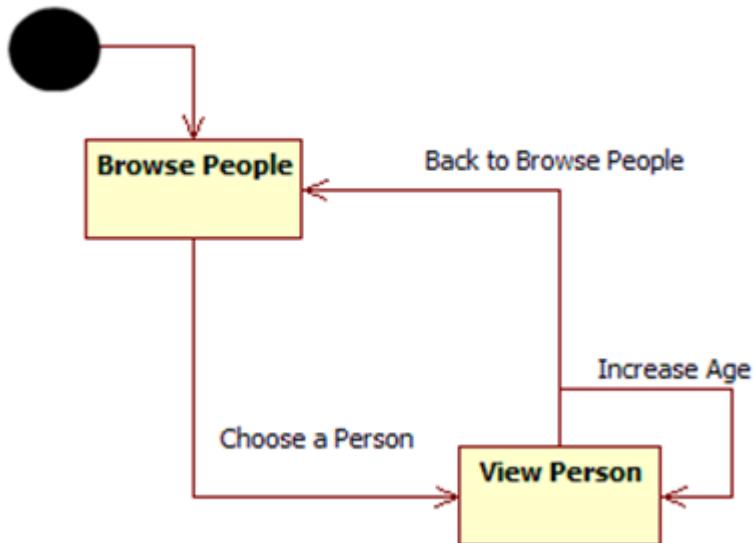 Browse People
Back to Browse People
Increase Age
Choose a Person
View Person